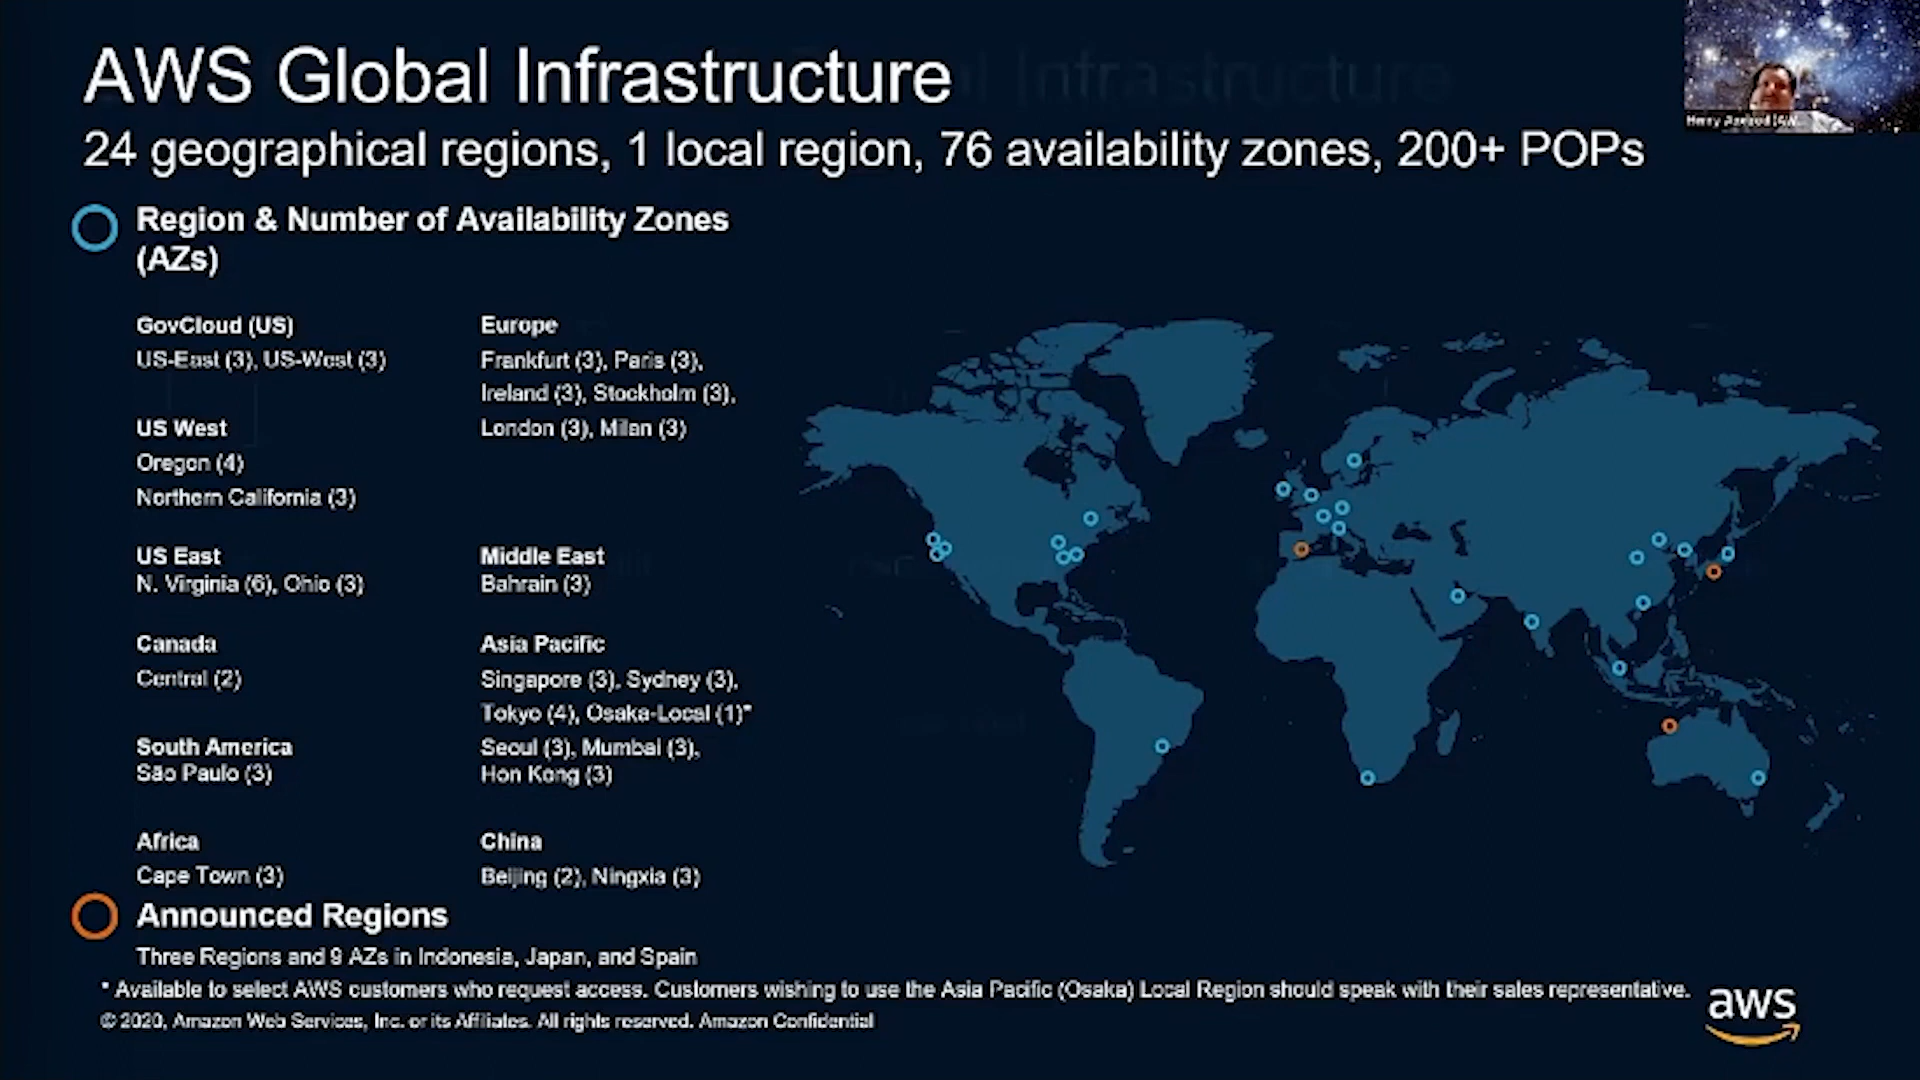 AWS Global Infrastructure
24 geographical regions, 1 local region, 76 availability zones, 200+ POPs
Region & Number of Availability Zones
(AZs)
GovCloud (US)
US-East (3), US-West (3)
US West
Oregon (4)
Northern California (3)
US East
N. Virginia (6), Ohio (3)
Canada
Central (2)
South America
São Paulo (3)
Africa
Cape Town (3)
Europe
Frankfurt (3), Paris (3),
Ireland (3), Stockholm (3),
London (3), Milan (3)
Middle East
Bahrain (3)
Asia Pacific
Singapore (3), Sydney (3),
Tokyo (4), Osaka-Local (1)*
Seoul (3), Mumbai (3),
Hon Kong (3)
China
Beijing (2), Ningxia (3)
Announced Regions
Three Regions and 9 AZs in Indonesia, Japan, and Spain
* Available to select AWS customers who request access. Customers wishing to use the Asia Pacific (Osaka) Local Region should speak with their sales representative.
© 2020, Amazon Web Services, Inc. or its Affiliates. All rights reserved. Amazon Confidential
aws